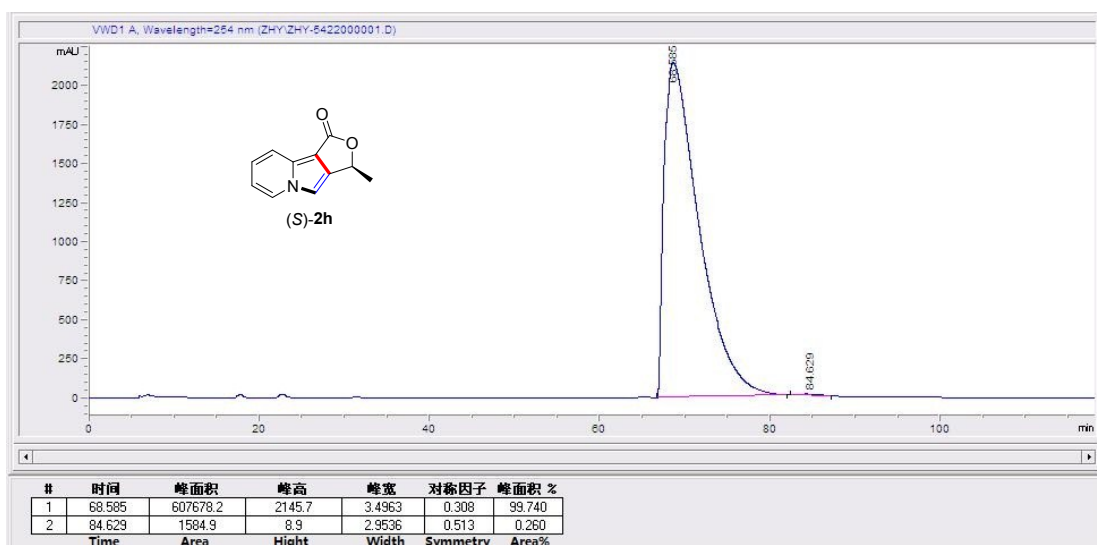 VWD1 A, Wavelength=254 nm (ZHY\ZHY-5422000001.D)
mAU
68.585
2000
1750
1500
1250
1000
750
500
250
0
84.629
O
O
N
(S)-2h
0 20 40 60 80 100 min
# 时间 峰面积 峰高 峰宽 对称因子 峰面积 %
1 68.585 607678.2 2145.7 3.4963 0.308 99.740
2 84.629 1584.9 8.9 2.9536 0.513 0.260
Time Area Hight Width Symmetry Area%